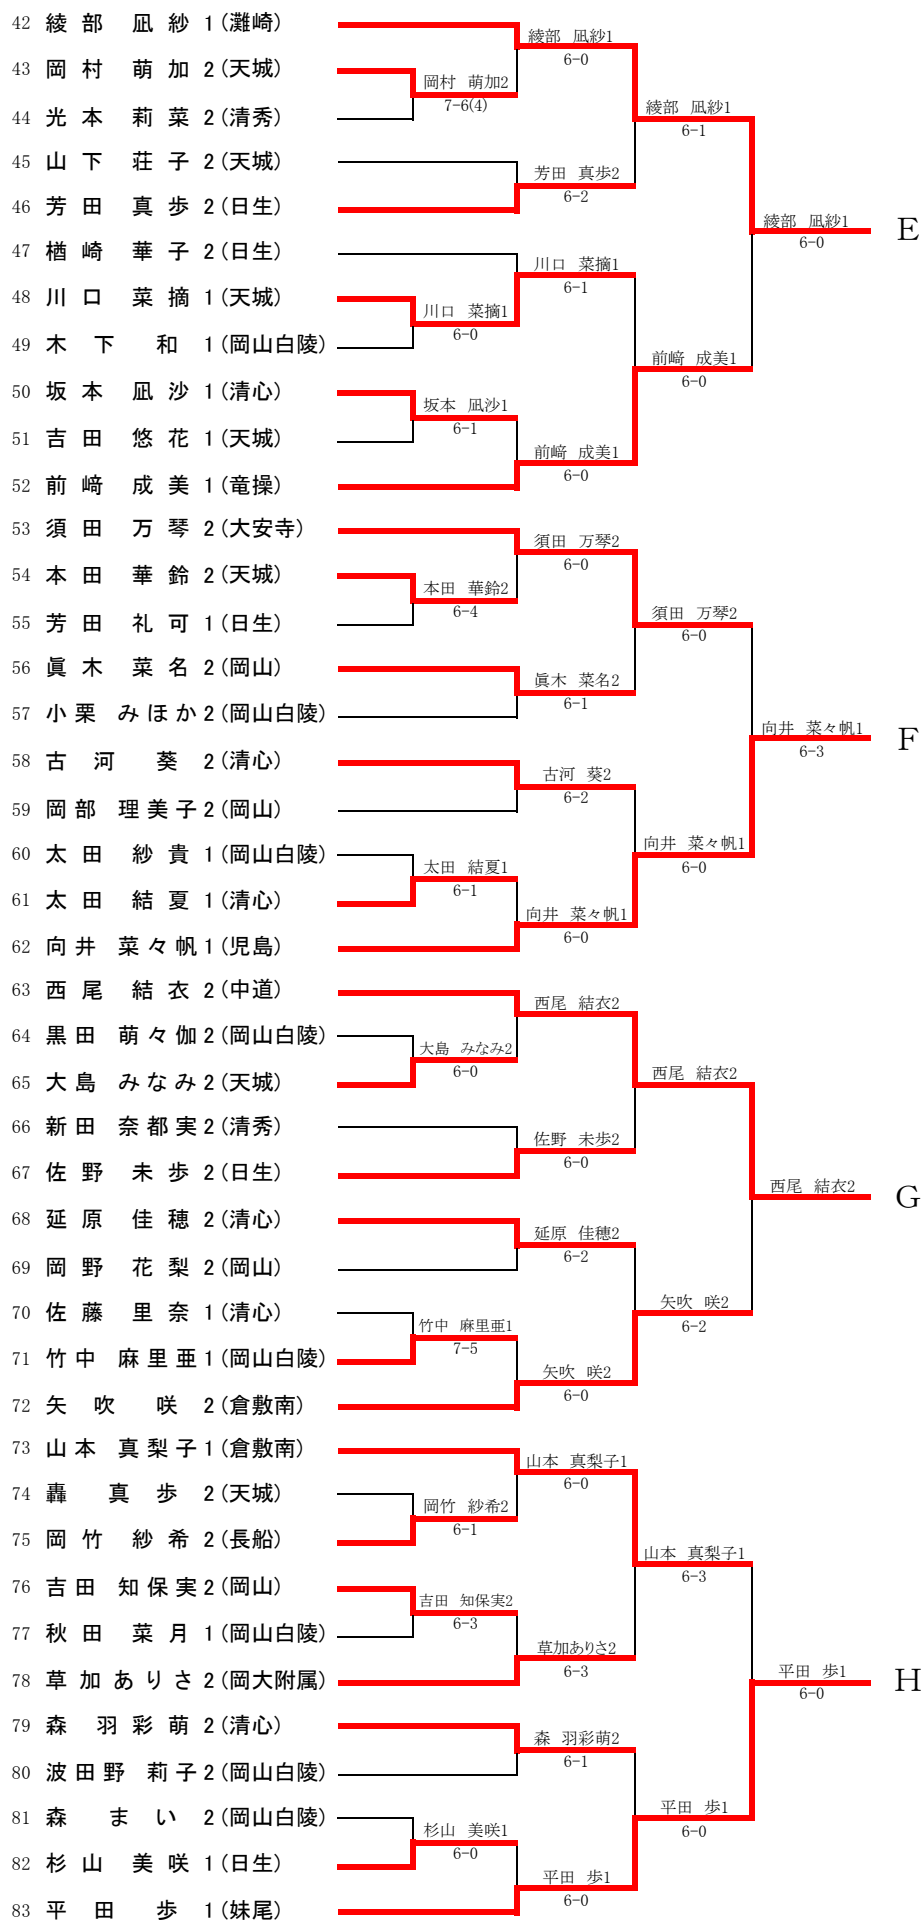 42 綾部 凪紗 1 (灘崎)
綾部 凪紗1
6-0
43 岡村 萌加 2 (天城)
岡村 萌加2
7-6(4)
44 光本 莉菜 2 (清秀)
綾部 凪紗1
6-1
45 山下 荘子 2 (天城)
芳田 真歩2
6-2
46 芳田 真歩 2 (日生)
綾部 凪紗1
6-0
E
47 楢崎 華子 2 (日生)
川口 菜摘1
6-1
48 川口 菜摘 1 (天城)
川口 菜摘1
6-0
49 木下 和 1 (岡山白陵)
前﨑 成美1
6-0
50 坂本 凪沙 1 (清心)
坂本 凪沙1
6-1
51 吉田 悠花 1 (天城)
前﨑 成美1
6-0
52 前﨑 成美 1 (竜操)
53 須田 万琴 2 (大安寺)
須田 万琴2
6-0
54 本田 華鈴 2 (天城)
本田 華鈴2
6-4
55 芳田 礼可 1 (日生)
須田 万琴2
6-0
56 眞木 菜名 2 (岡山)
眞木 菜名2
6-1
57 小栗 みほか 2 (岡山白陵)
向井 菜々帆1
6-3
F
58 古河 葵 2 (清心)
古河 葵2
6-2
59 岡部 理美子 2 (岡山)
向井 菜々帆1
6-0
60 太田 紗貴 1 (岡山白陵)
太田 結夏1
6-1
61 太田 結夏 1 (清心)
向井 菜々帆1
6-0
62 向井 菜々帆 1 (児島)
63 西尾 結衣 2 (中道)
西尾 結衣2
64 黒田 萌々伽 2 (岡山白陵)
大島 みなみ2
6-0
65 大島 みなみ 2 (天城)
西尾 結衣2
66 新田 奈都実 2 (清秀)
佐野 未歩2
6-0
67 佐野 未歩 2 (日生)
西尾 結衣2
G
68 延原 佳穂 2 (清心)
延原 佳穂2
6-2
69 岡野 花梨 2 (岡山)
矢吹 咲2
6-2
70 佐藤 里奈 1 (清心)
竹中 麻里亜1
7-5
71 竹中 麻里亜 1 (岡山白陵)
矢吹 咲2
6-0
72 矢吹 咲 2 (倉敷南)
73 山本 真梨子 1 (倉敷南)
山本 真梨子1
6-0
74 轟 真歩 2 (天城)
岡竹 紗希2
6-1
75 岡竹 紗希 2 (長船)
山本 真梨子1
6-3
76 吉田 知保実 2 (岡山)
吉田 知保実2
6-3
77 秋田 菜月 1 (岡山白陵)
草加ありさ2
6-3
78 草加ありさ 2 (岡大附属)
平田 歩1
6-0
H
79 森 羽彩萌 2 (清心)
森 羽彩萌2
6-1
80 波田野 莉子 2 (岡山白陵)
平田 歩1
6-0
81 森 まい 2 (岡山白陵)
杉山 美咲1
6-0
82 杉山 美咲 1 (日生)
平田 歩1
6-0
83 平田 歩 1 (妹尾)